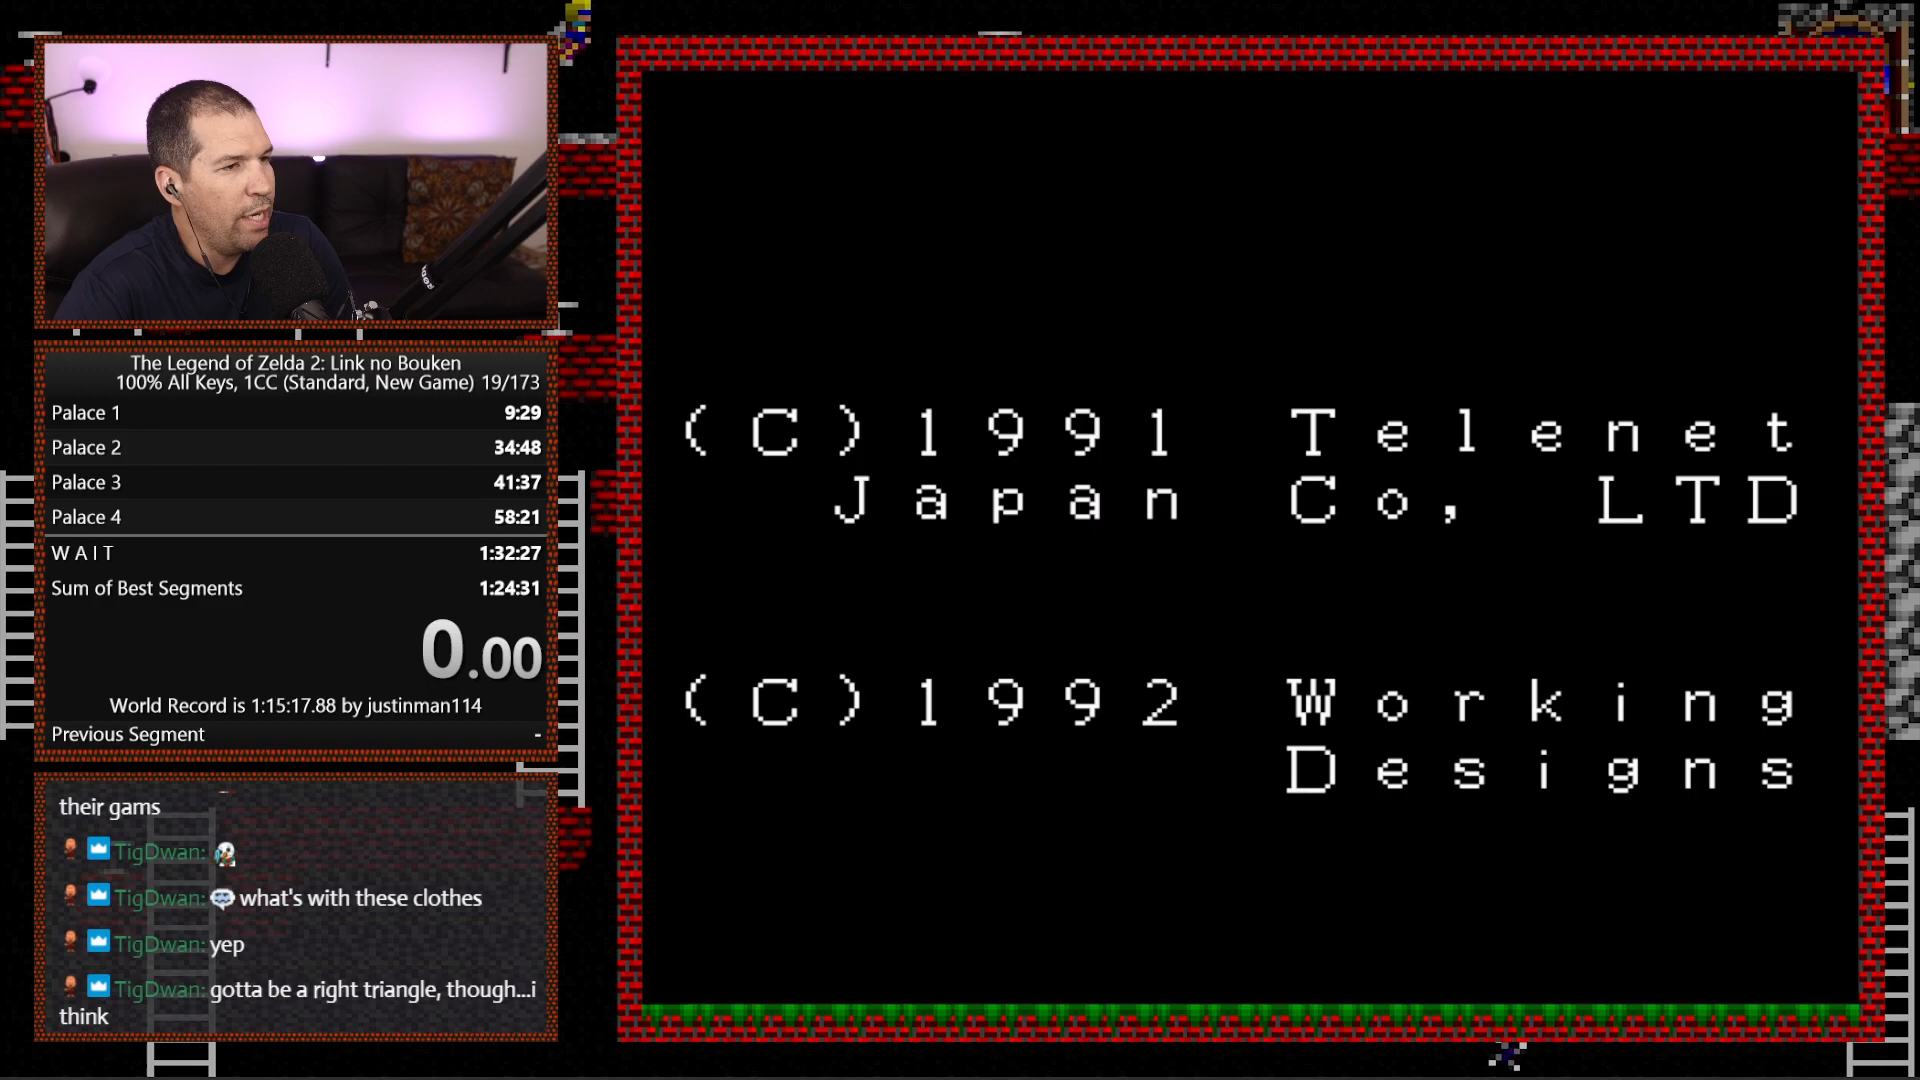 The Legend of Zelda 2: Link no Bouken
100% All Keys, 1CC (Standard, New Game) 19/173
Palace 1 9:29
Palace 2 34:48
Palace 3 41:37
Palace 4 58:21
W A I T 1:32:27
Sum of Best Segments 1:24:31
0.00
World Record is 1:15:17.88 by justinman114
Previous Segment -
their gams
TigDwan:
TigDwan: what's with these clothes
TigDwan: yep
TigDwan: gotta be a right triangle, though...i
think
(C)1991 Telenet
Japan Co, LTD
(C)1992 Working
Designs